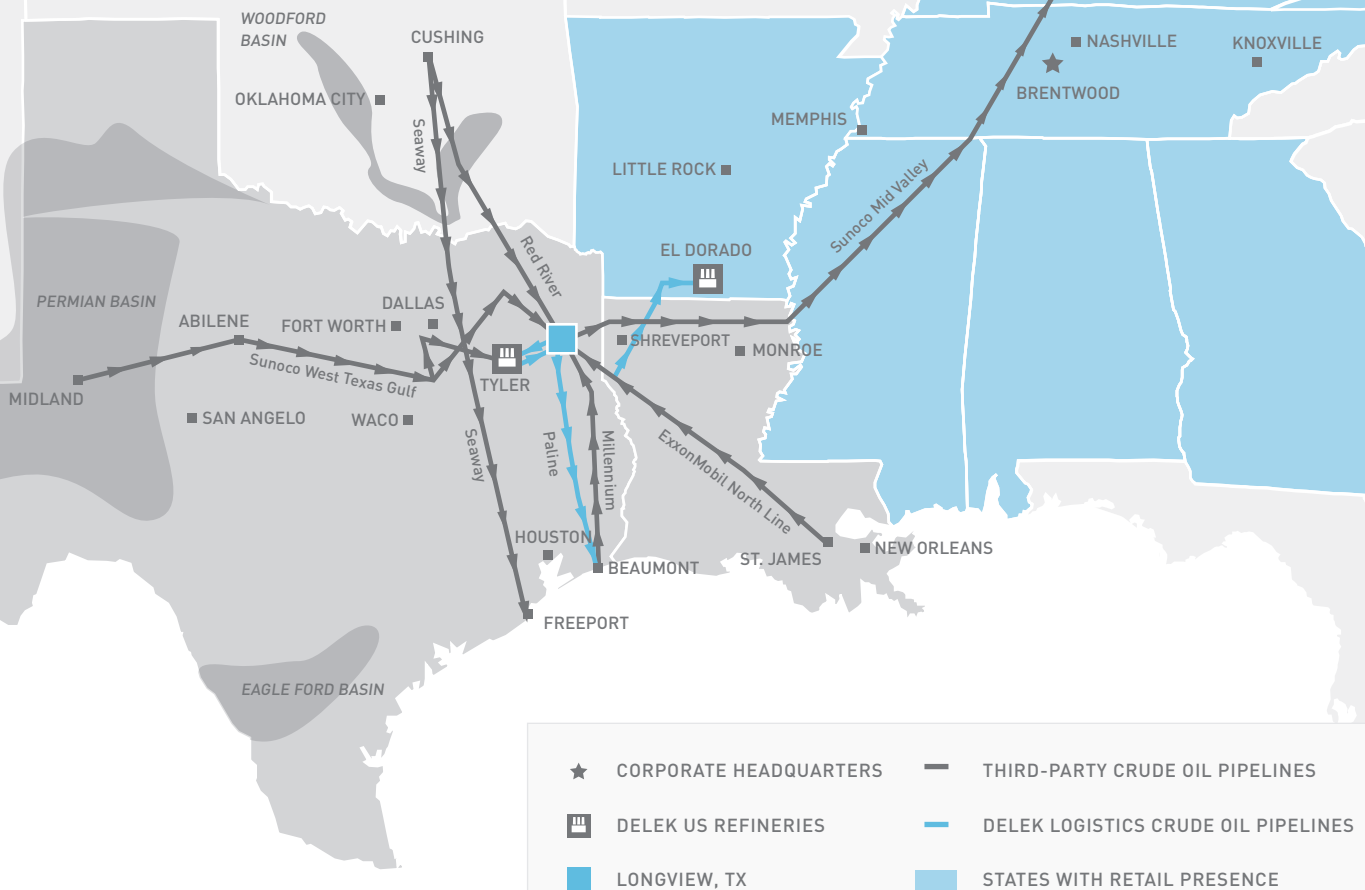 WOODFORD
BASIN
CUSHING
NASHVILLE
KNOXVILLE
OKLAHOMA CITY
BRENTWOOD
MEMPHIS
Seaway
LITTLE ROCK
Sunoco Mid Valley
Red River
EL DORADO
PERMIAN BASIN
DALLAS
ABILENE
FORT WORTH
SHREVEPORT
MONROE
Sunoco West Texas Gulf
TYLER
MIDLAND
SAN ANGELO
WACO
Seaway
Paline
Millennium
ExxonMobil North Line
HOUSTON
NEW ORLEANS
ST. JAMES
BEAUMONT
FREEPORT
EAGLE FORD BASIN
CORPORATE HEADQUARTERS
THIRD-PARTY CRUDE OIL PIPELINES
DELEK US REFINERIES
DELEK LOGISTICS CRUDE OIL PIPELINES
LONGVIEW, TX
STATES WITH RETAIL PRESENCE